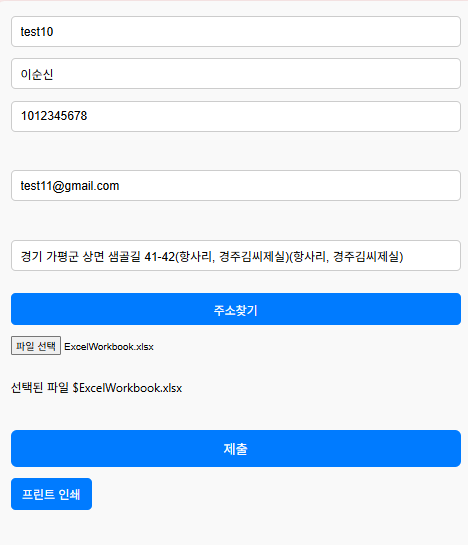 test10
이순신
1012345678
test11@gmail.com
경기 가평군 상면 샘골길 41-42(항사리, 경주김씨제실)(항사리, 경주김씨제실)
주소찾기
파일 선택 ExcelWorkbook.xlsx
선택된 파일 $ExcelWorkbook.xlsx
제출
프린트 인쇄